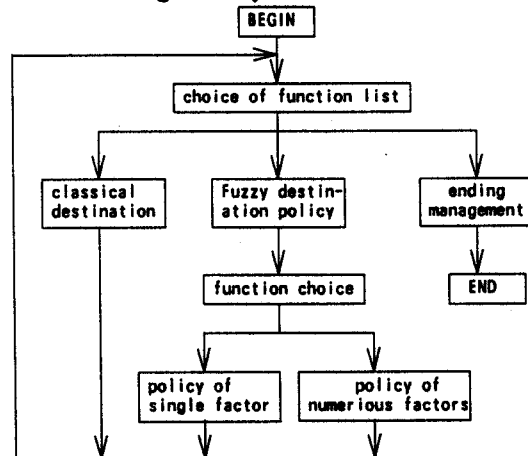 BEGIN
choice of function list
classical
destination
Fuzzy destin-
ation policy
ending
management
function choice
END
policy of
single factor
policy of
numerious factors